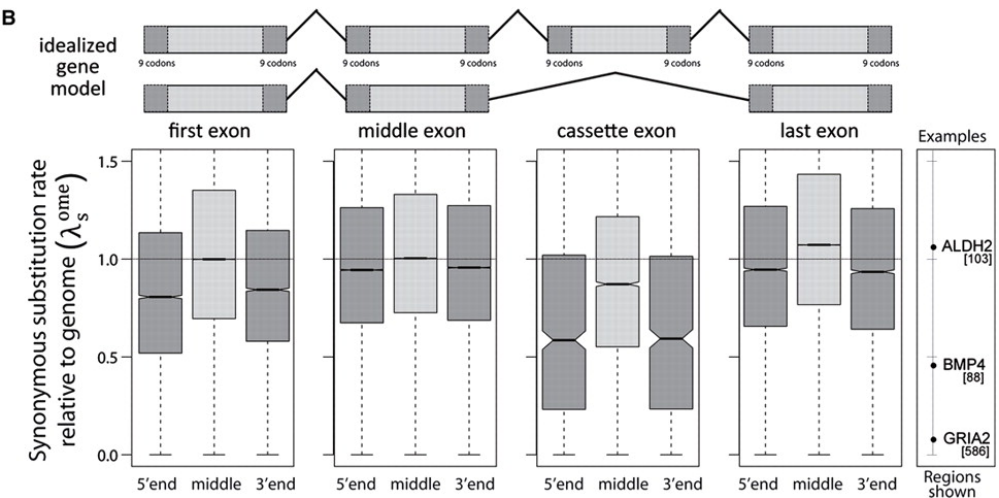 B
idealized
gene
model
9 codons 9 codons 9 codons 9 codons 9 codons 9 codons 9 codons 9 codons
first exon middle exon cassette exon last exon Examples
Synonymous substitution rate
relative to genome (λs ome)
1.5
1.0
0.5
0.0
ALDH2
[103]
BMP4
[88]
GRIA2
[586]
5'end middle 3'end 5'end middle 3'end 5'end middle 3'end 5'end middle 3'end
Regions
shown